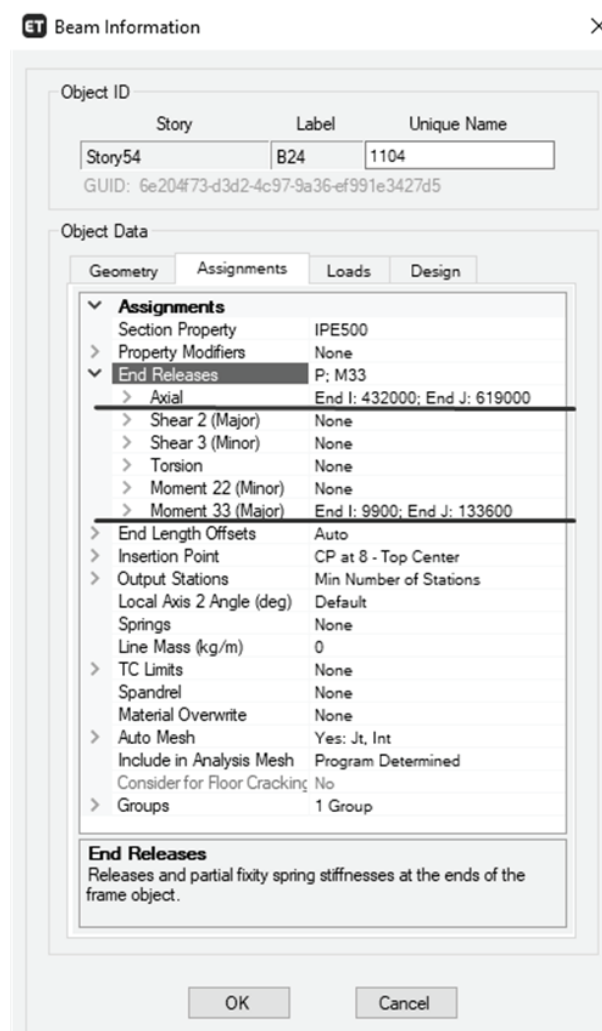 ET Beam Information
Object ID
Story Label Unique Name
Story54 B24 1104
GUID: 6e204f73-d3d2-4c97-9a36-ef991e3427d5
Object Data
Geometry Assignments Loads Design
Assignments
Section Property IPE500
Property Modifiers None
End Releases P; M33
Axial End I: 432000; End J: 619000
Shear 2 (Major) None
Shear 3 (Minor) None
Torsion None
Moment 22 (Minor) None
Moment 33 (Major) End I: 9900; End J: 133600
End Length Offsets Auto
Insertion Point CP at 8 - Top Center
Output Stations Min Number of Stations
Local Axis 2 Angle (deg) Default
Springs None
Line Mass (kg/m) 0
TC Limits None
Spandrel None
Material Overwrite None
Auto Mesh Yes: Jt, Int
Include in Analysis Mesh Program Determined
Consider for Floor Cracking No
Groups 1 Group
End Releases
Releases and partial fixity spring stiffnesses at the ends of the
frame object.
OK Cancel